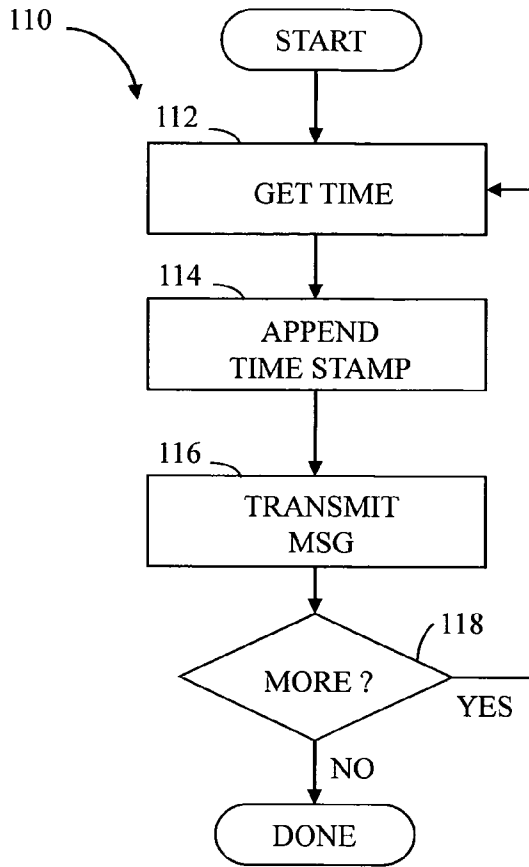 110
START
112
GET TIME
114
APPEND
TIME STAMP
116
TRANSMIT
MSG
118
MORE ?
YES
NO
DONE